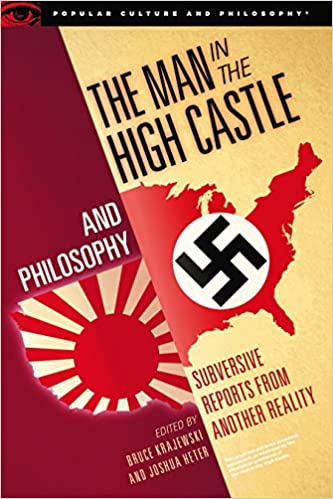 POPULAR CULTURE AND PHILOSOPHY®
THE MAN IN THE
HIGH CASTLE
AND
PHILOSOPHY
SUBVERSIVE
REPORTS FROM
ANOTHER REALITY
EDITED BY
BRUCE KRAJEWSKI
AND JOSHUA HETER